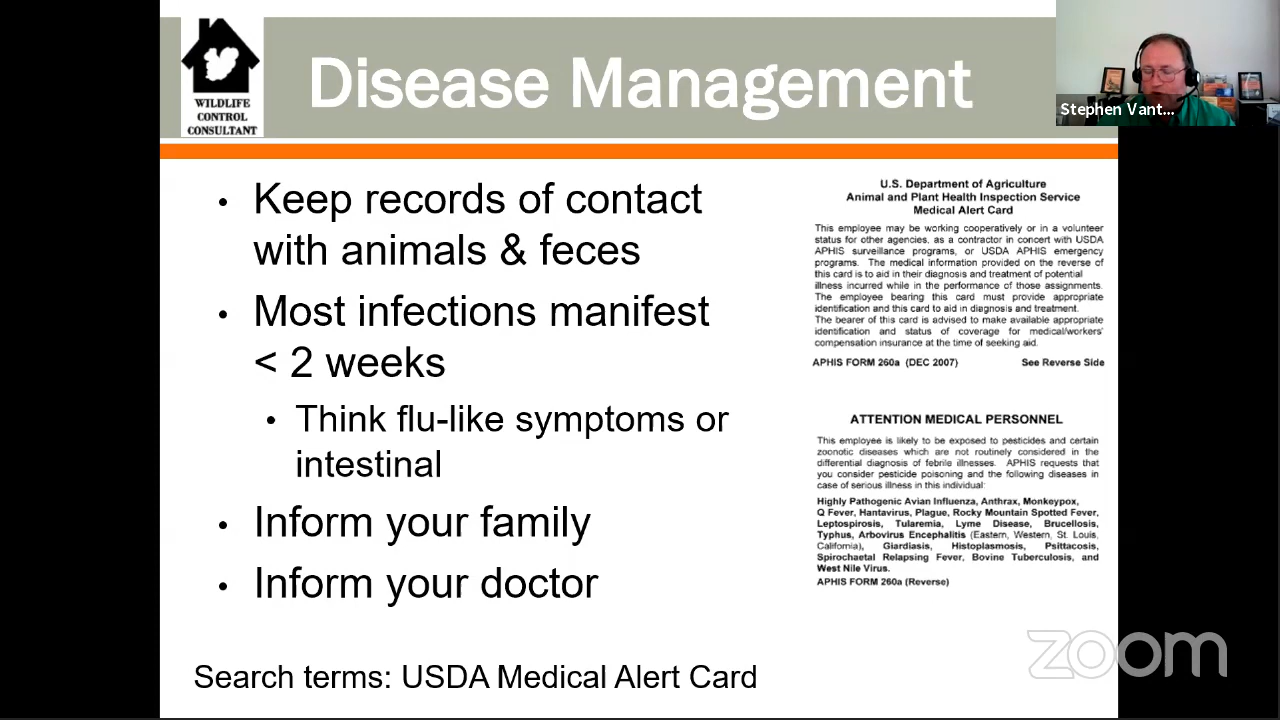 WILDLIFE
CONTROL
CONSULTANT
Disease Management
Stephen Vant...
• Keep records of contact
with animals & feces
• Most infections manifest
< 2 weeks
• Think flu-like symptoms or
intestinal
• Inform your family
• Inform your doctor
Search terms: USDA Medical Alert Card
U.S. Department of Agriculture
Animal and Plant Health Inspection Service
Medical Alert Card
This employee may be working cooperatively or in a volunteer
status for other agencies, as a contractor in concert with USDA
APHIS surveillance programs, or USDA APHIS emergency
programs. The medical information provided on the reverse of
this card is to aid in their diagnosis and treatment of potential
illness incurred while in the performance of those assignments.
The employee bearing this card must provide appropriate
identification and this card to aid in diagnosis and treatment.
The bearer of this card is advised to make available appropriate
identification and status of coverage for medical/workers'
compensation insurance at the time of seeking aid.
APHIS FORM 260a (DEC 2007) See Reverse Side
ATTENTION MEDICAL PERSONNEL
This employee is likely to be exposed to pesticides and certain
zoonotic diseases which are not routinely considered in the
differential diagnosis of febrile illnesses. APHIS requests that
you consider pesticide poisoning and the following diseases in
case of serious illness in this individual:
Highly Pathogenic Avian Influenza, Anthrax, Monkeypox,
Q Fever, Hantavirus, Plague, Rocky Mountain Spotted Fever,
Leptospirosis, Tularemia, Lyme Disease, Brucellosis,
Typhus, Arbovirus Encephalitis (Eastern, Western, St. Louis,
California), Giardiasis, Histoplasmosis, Psittacosis,
Spirochaetal Relapsing Fever, Bovine Tuberculosis, and
West Nile Virus.
APHIS FORM 260a (Reverse)
zoom